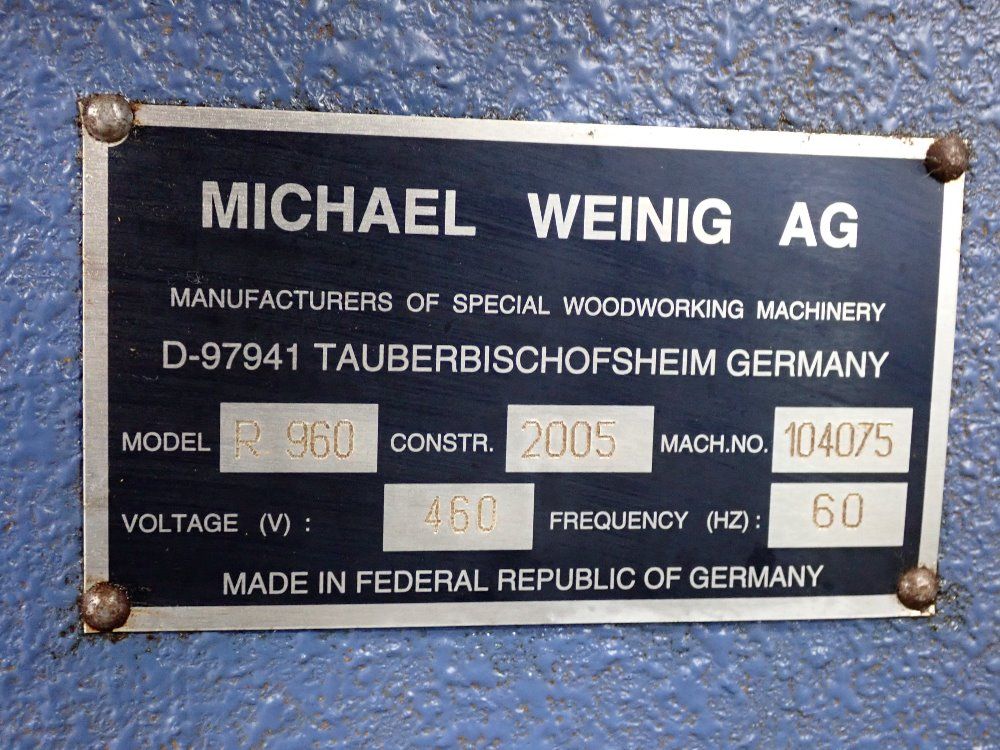 MICHAEL WEINIG AG
MANUFACTURERS OF SPECIAL WOODWORKING MACHINERY
D-97941 TAUBERBISCHOFSHEIM GERMANY
MODEL R 960 CONSTR. 2005 MACH.NO. 104075
VOLTAGE (V) : 460 FREQUENCY (HZ) : 60
MADE IN FEDERAL REPUBLIC OF GERMANY